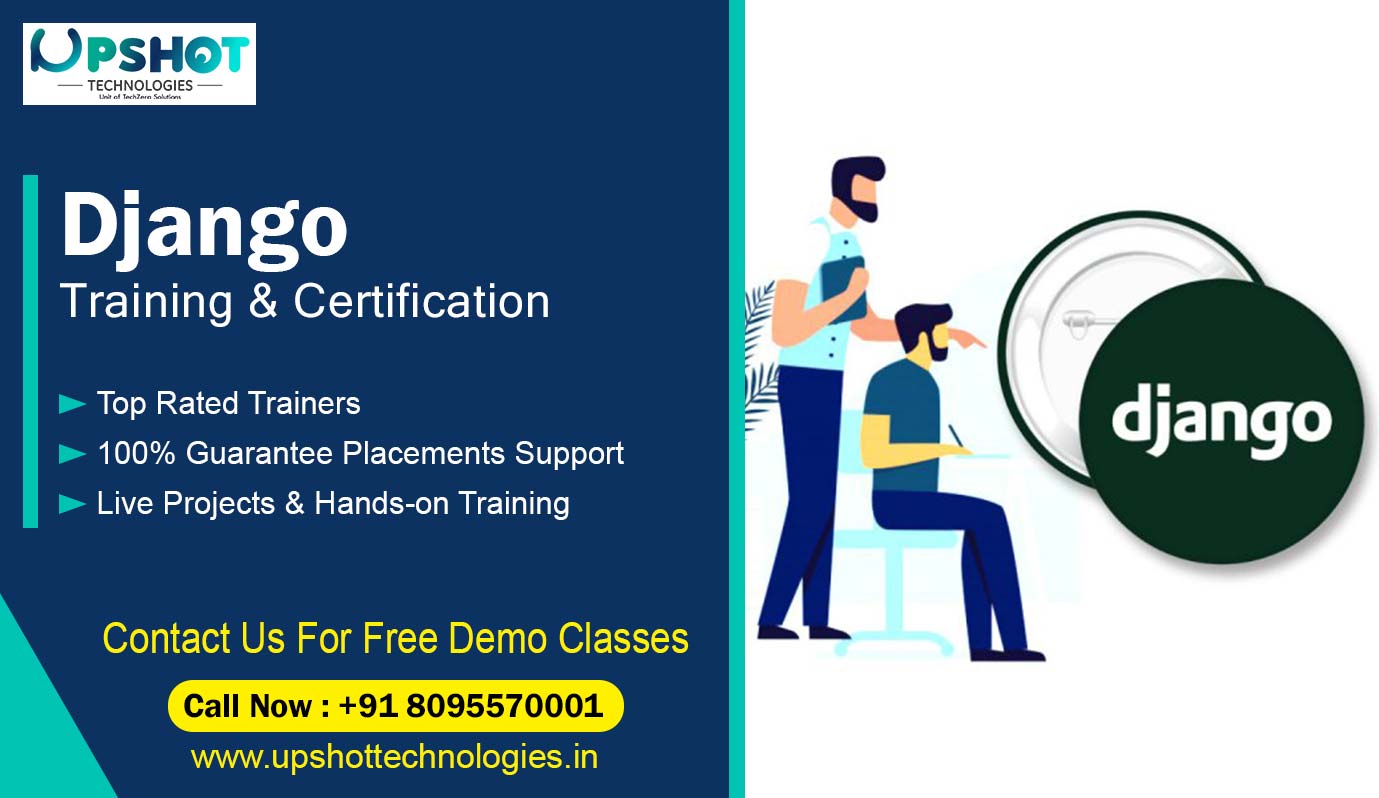 UPSHOT
TECHNOLOGIES
Unit of TechZero Solutions
Django
Training & Certification
Top Rated Trainers
100% Guarantee Placements Support
Live Projects & Hands-on Training
Contact Us For Free Demo Classes
Call Now : +91 8095570001
www.upshottechnologies.in
django